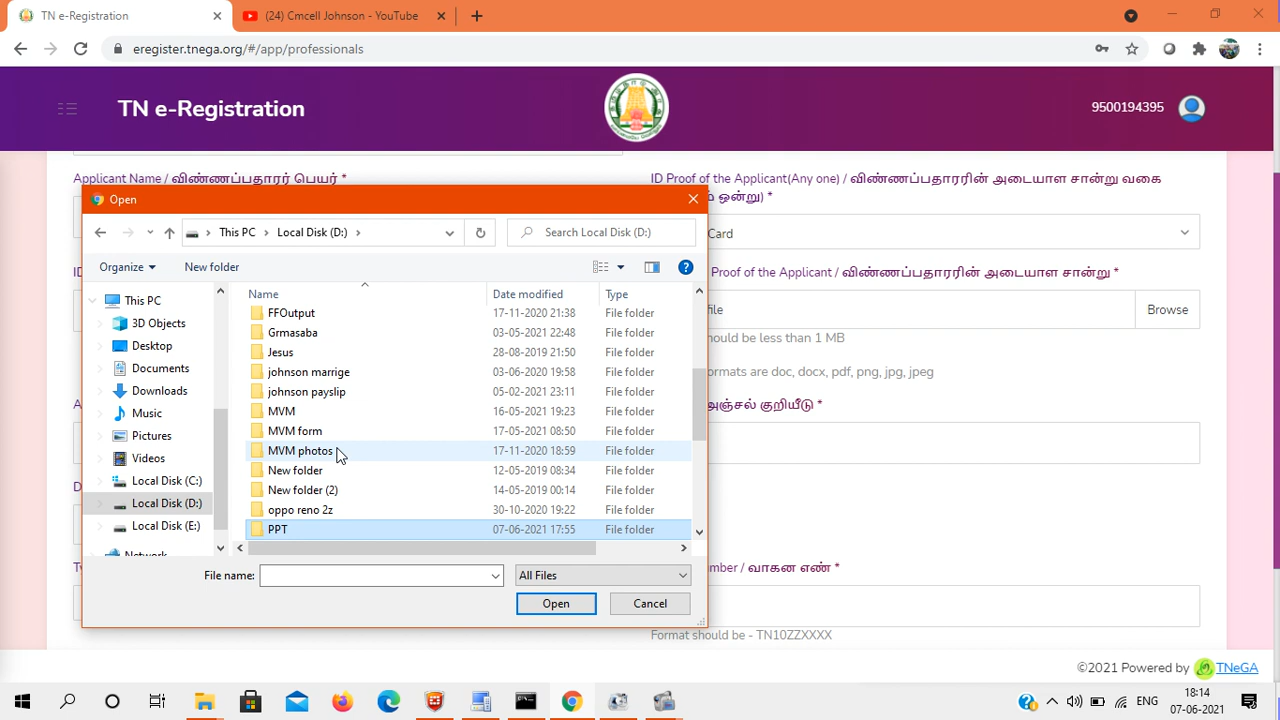 TN e-Registration
(24) Cmcell Johnson - YouTube
eregister.tnega.org/#/app/professionals
TN e-Registration
9500194395
Applicant Name / விண்ணப்பதாரர் பெயர் *
ID Proof of the Applicant(Any one) / விண்ணப்பதாரரின் அடையாள சான்று வகை
ஒன்று) *
Card
Proof of the Applicant / விண்ணப்பதாரரின் அடையாள சான்று *
file
Browse
hould be less than 1 MB
ormats are doc, docx, pdf, png, jpg, jpeg
அஞ்சல் குறியீடு *
umber / வாகன எண் *
Format should be - TN10ZZXXXX
Open
This PC
Local Disk (D:)
Search Local Disk (D:)
Organize
New folder
This PC
3D Objects
Desktop
Documents
Downloads
Music
Pictures
Videos
Local Disk (C:)
Local Disk (D:)
Local Disk (E:)
Network
Name Date modified Type
FFOutput 17-11-2020 21:38 File folder
Grmasaba 03-05-2021 22:48 File folder
Jesus 28-08-2019 21:50 File folder
johnson marrige 03-06-2020 19:58 File folder
johnson payslip 05-02-2021 23:11 File folder
MVM 16-05-2021 19:23 File folder
MVM form 17-05-2021 08:50 File folder
MVM photos 17-11-2020 18:59 File folder
New folder 12-05-2019 08:34 File folder
New folder (2) 14-05-2019 00:14 File folder
oppo reno 2z 30-10-2020 19:22 File folder
PPT 07-06-2021 17:55 File folder
File name:
All Files
Open
Cancel
©2021 Powered by TNeGA
ENG
18:14
07-06-2021